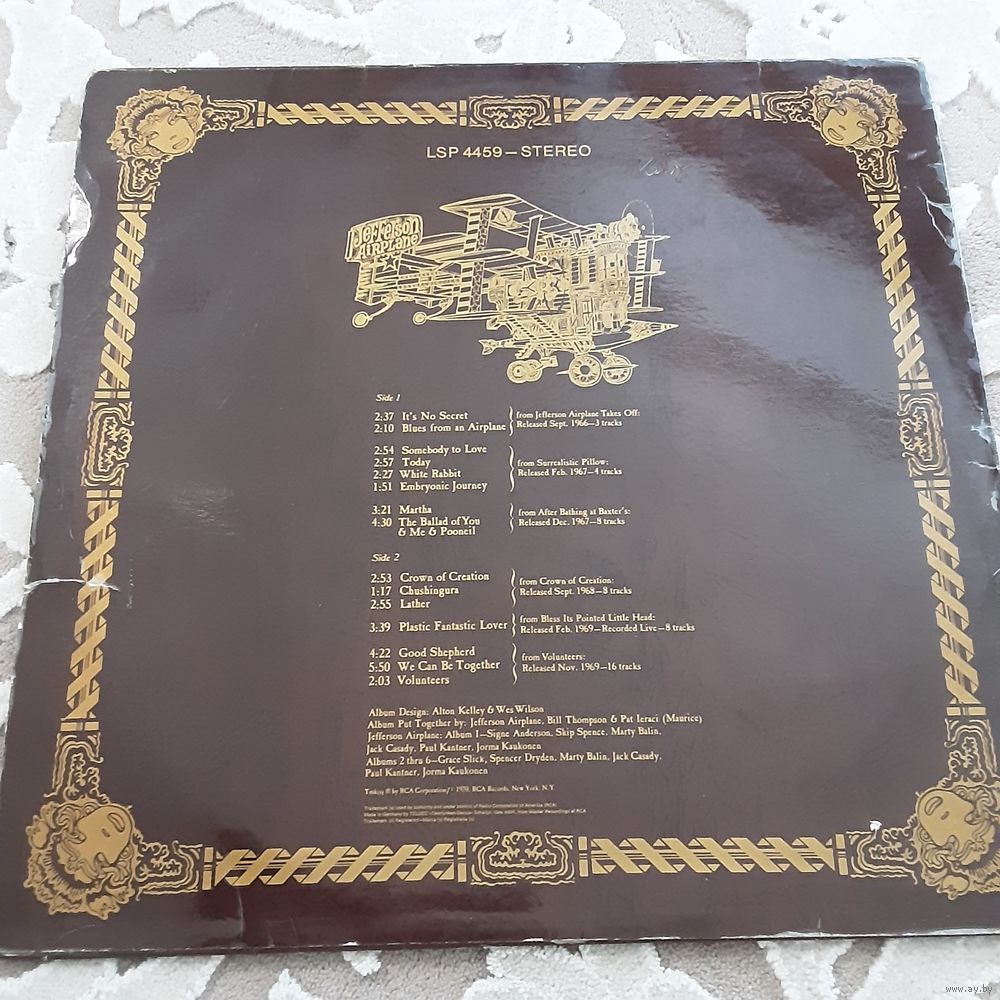 LSP 4459—STEREO
Jefferson
AIRPLANE
Side 1
2:37 It's No Secret
2:10 Blues from an Airplane
from Jefferson Airplane Takes Off:
Released Sept. 1966—3 tracks
2:54 Somebody to Love
2:57 Today
2:27 White Rabbit
1:51 Embryonic Journey
from Surrealistic Pillow:
Released Feb. 1967—4 tracks
3:21 Martha
4:30 The Ballad of You
& Me & Pooneil
from After Bathing at Baxter's:
Released Dec. 1967—8 tracks
Side 2
2:53 Crown of Creation
1:17 Chushingura
2:55 Lather
from Crown of Creation:
Released Sept. 1968—8 tracks
3:39 Plastic Fantastic Lover
from Bless Its Pointed Little Head:
Released Feb. 1969—Recorded Live—8 tracks
4:22 Good Shepherd
5:50 We Can Be Together
2:03 Volunteers
from Volunteers:
Released Nov. 1969—16 tracks
Album Design: Alton Kelley & Wes Wilson
Album Put Together by: Jefferson Airplane, Bill Thompson & Pat Ieraci (Maurice)
Jefferson Airplane: Album 1—Signe Anderson, Skip Spence, Marty Balin,
Jack Casady, Paul Kantner, Jorma Kaukonen
Albums 2 thru 6—Grace Slick, Spencer Dryden, Marty Balin, Jack Casady,
Paul Kantner, Jorma Kaukonen
by RCA Corporation 1970, RCA Records, New York, N.Y.
www.ay.by